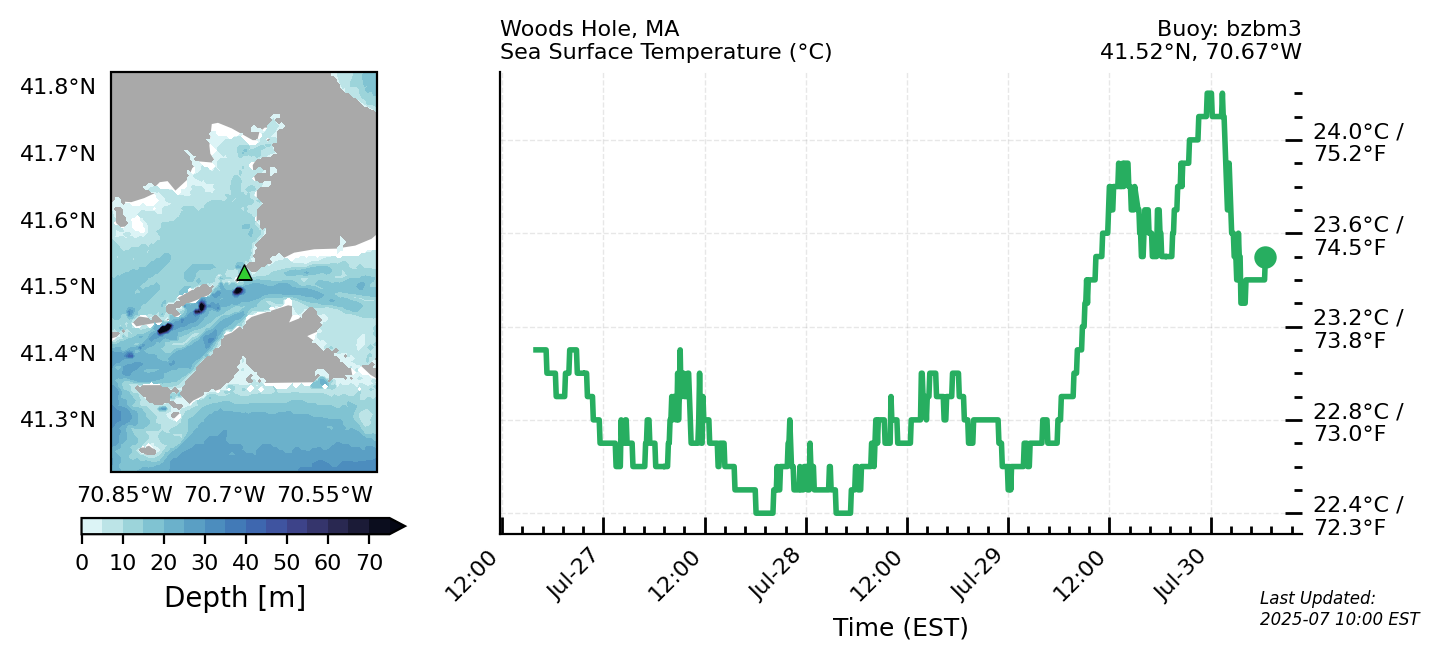 Woods Hole, MA
Sea Surface Temperature (°C)
Buoy: bzbm3
41.52°N, 70.67°W
41.8°N
41.7°N
41.6°N
41.5°N
41.4°N
41.3°N
70.85°W 70.7°W 70.55°W
0 10 20 30 40 50 60 70
Depth [m]
24.0°C /
75.2°F
23.6°C /
74.5°F
23.2°C /
73.8°F
22.8°C /
73.0°F
22.4°C /
72.3°F
12:00 Jul-27 12:00 Jul-28 12:00 Jul-29 12:00 Jul-30
Time (EST)
Last Updated:
2025-07 10:00 EST